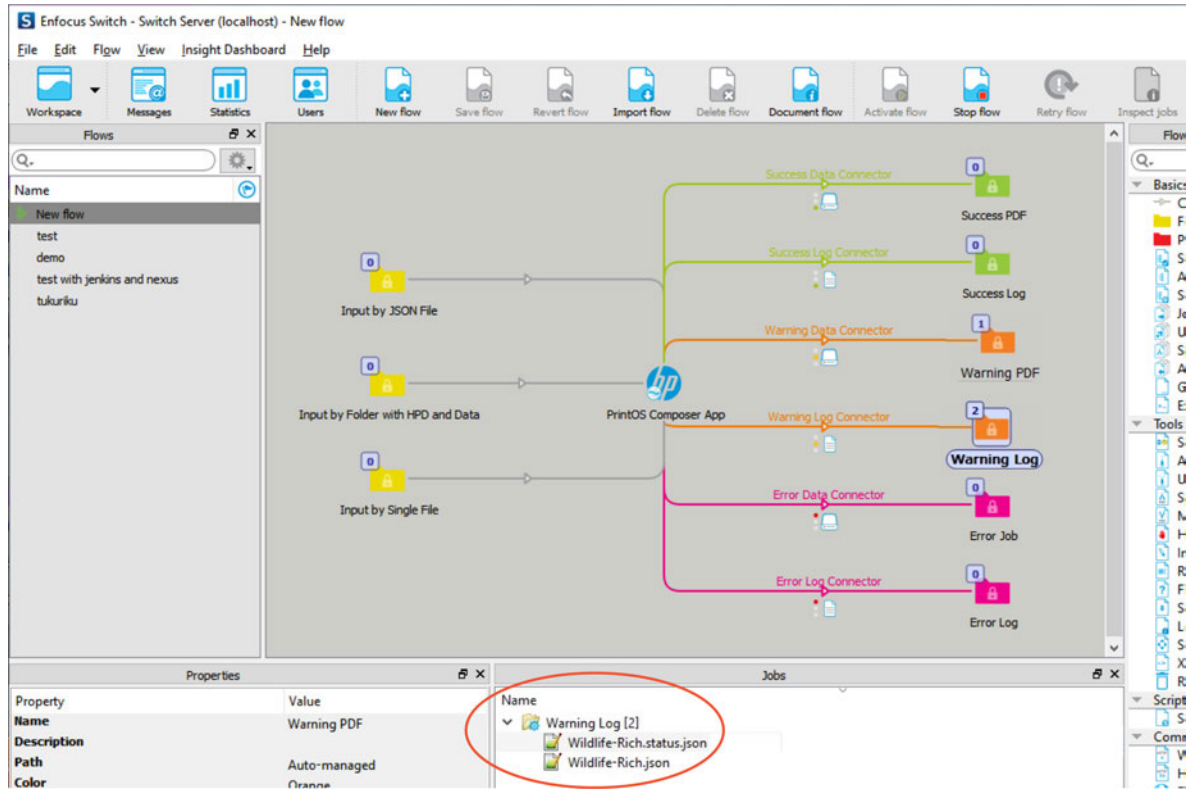 Enfocus Switch - Switch Server (localhost) - New flow
File Edit Flow View Insight Dashboard Help
Workspace Messages Statistics Users New flow Save flow Revert flow Import flow Delete flow Document flow Activate flow Stop flow Retry flow Inspect jobs
Flows
Name
New flow
test
demo
test with jenkins and nexus
tukuriku
0
Input by JSON File
0
Input by Folder with HPD and Data
0
Input by Single File
hp
PrintOS Composer App
Success Data Connector
0
Success PDF
Success Log Connector
0
Success Log
Warning Data Connector
1
Warning PDF
Warning Log Connector
2
Warning Log
Error Data Connector
0
Error Job
Error Log Connector
0
Error Log
Flow
Basics
Tools
Script
Comm
Properties
Property Value
Name Warning PDF
Description
Path Auto-managed
Color Orange
Jobs
Name
Warning Log [2]
Wildlife-Rich.status.json
Wildlife-Rich.json